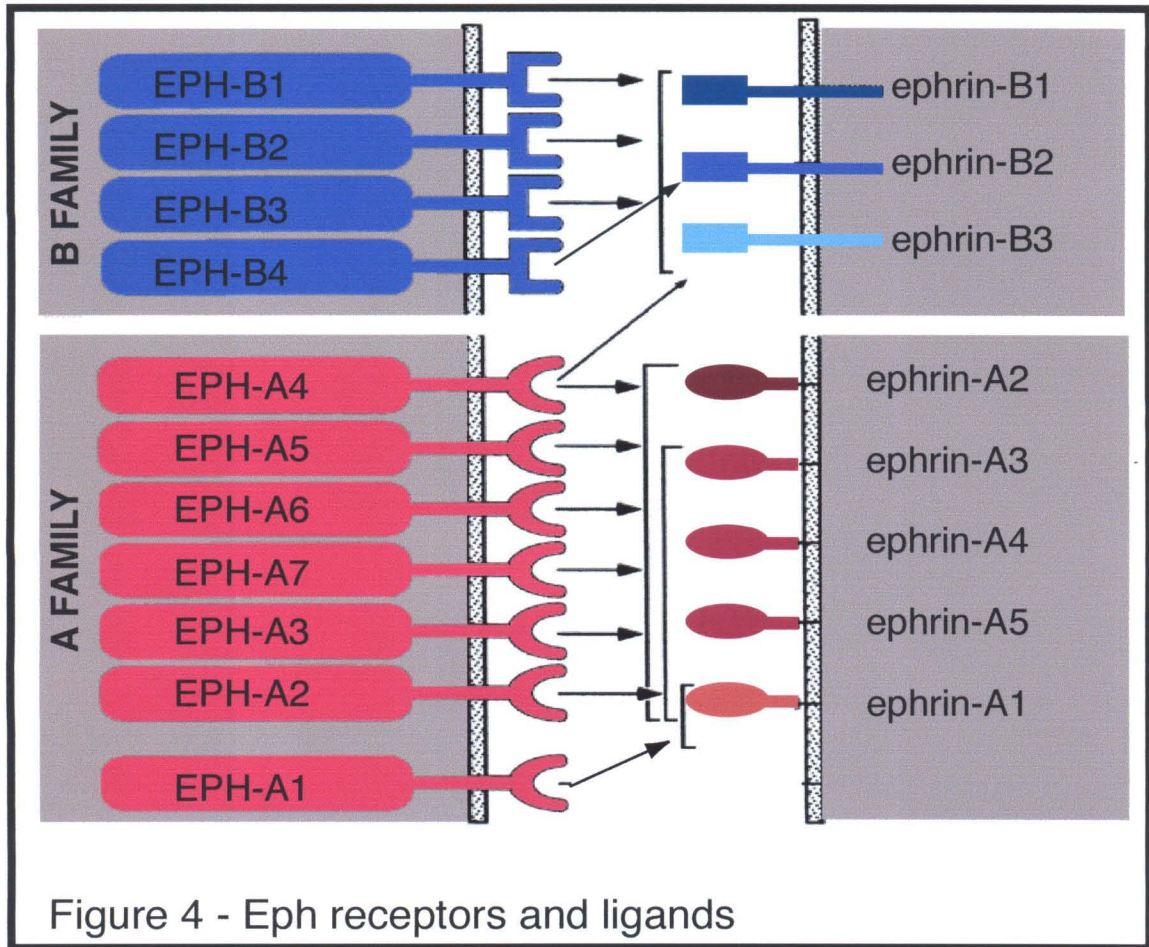 B FAMILY
EPH-B1
EPH-B2
EPH-B3
EPH-B4
ephrin-B1
ephrin-B2
ephrin-B3
A FAMILY
EPH-A4
EPH-A5
EPH-A6
EPH-A7
EPH-A3
EPH-A2
EPH-A1
ephrin-A2
ephrin-A3
ephrin-A4
ephrin-A5
ephrin-A1
Figure 4 - Eph receptors and ligands